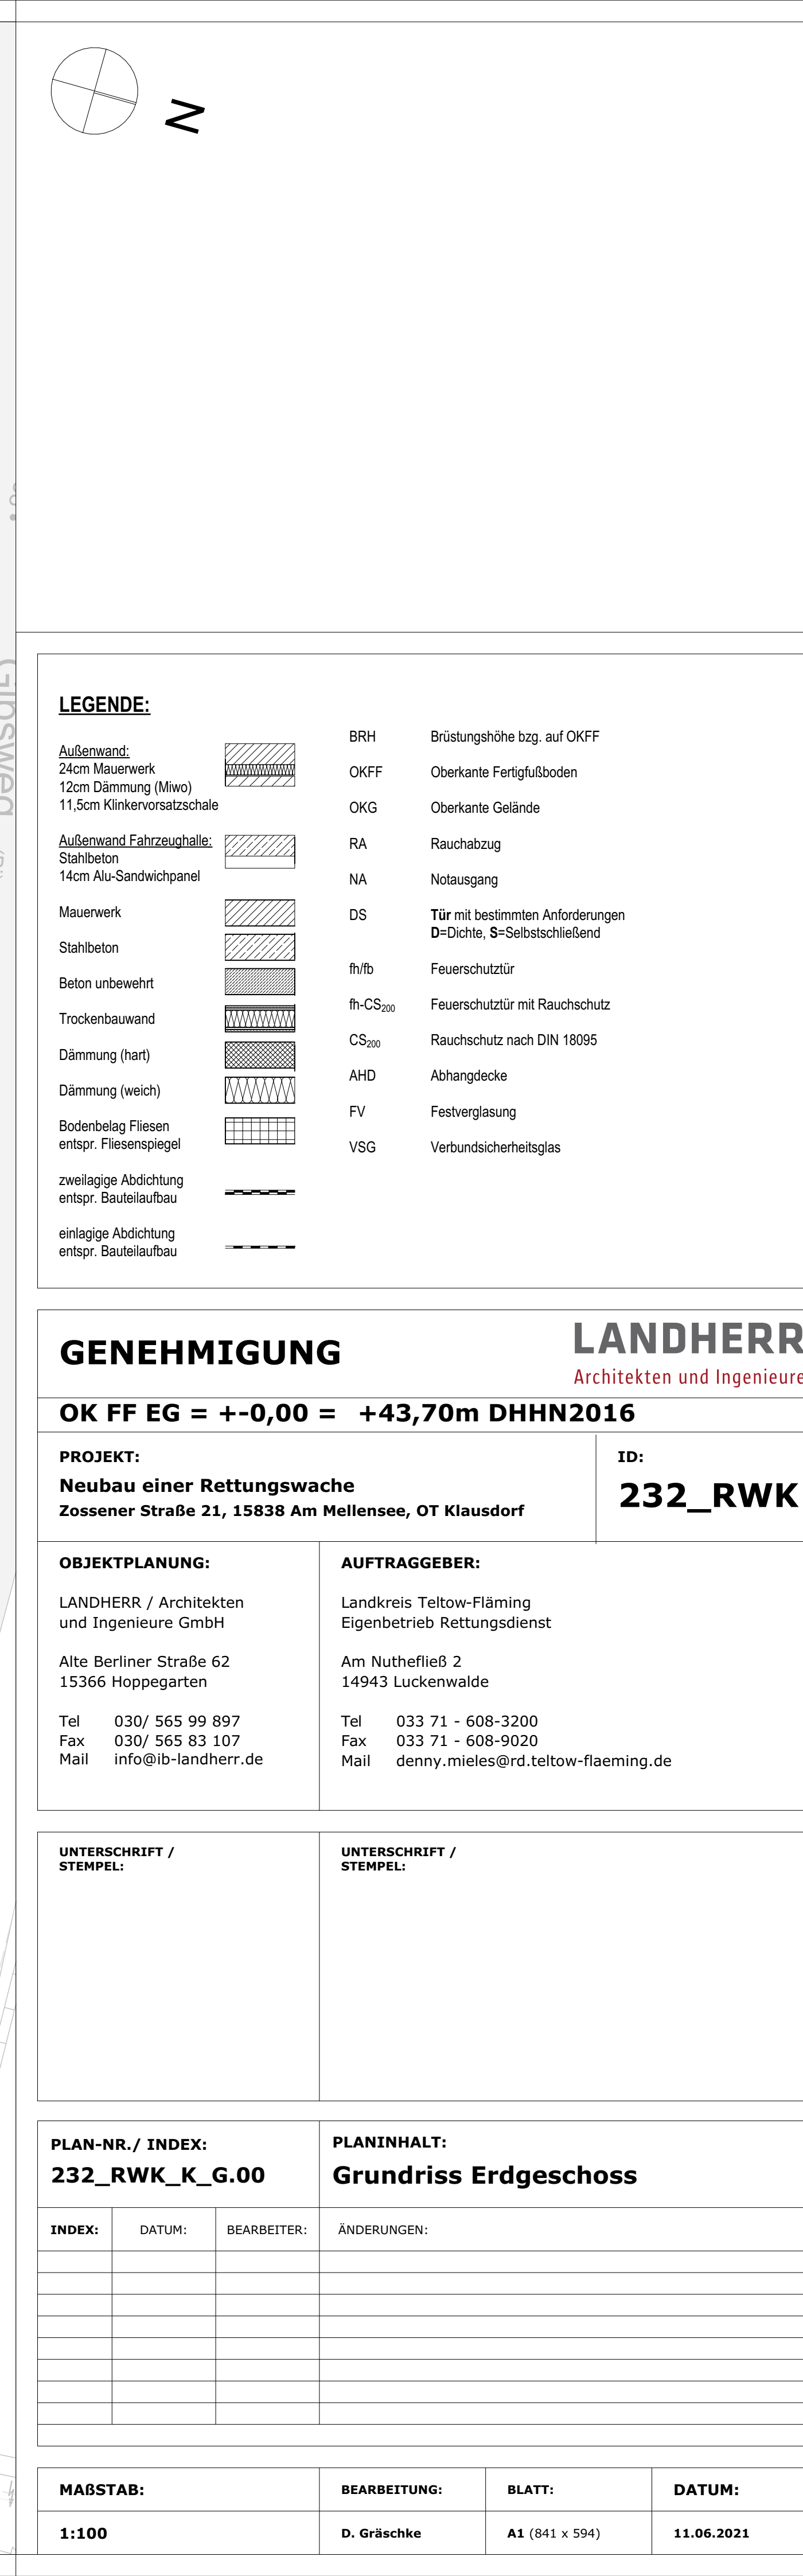 N
Gipsweg
LEGENDE:
Außenwand:
24cm Mauerwerk
12cm Dämmung (Miwo)
11,5cm Klinkervorsatzschale
Außenwand Fahrzeughalle:
Stahlbeton
14cm Alu-Sandwichpanel
Mauerwerk
Stahlbeton
Beton unbewehrt
Trockenbauwand
Dämmung (hart)
Dämmung (weich)
Bodenbelag Fliesen
entspr. Fliesenspiegel
zweilagige Abdichtung
entspr. Bauteilaufbau
einlagige Abdichtung
entspr. Bauteilaufbau
BRH Brüstungshöhe bzg. auf OKFF
OKFF Oberkante Fertigfußboden
OKG Oberkante Gelände
RA Rauchabzug
NA Notausgang
DS Tür mit bestimmten Anforderungen
D=Dichte, S=Selbstschließend
fh/fb Feuerschutztür
fh-CS200 Feuerschutztür mit Rauchschutz
CS200 Rauchschutz nach DIN 18095
AHD Abhangdecke
FV Festverglasung
VSG Verbundsicherheitsglas
GENEHMIGUNG
LANDHERR
Architekten und Ingenieure
OK FF EG = +-0,00 = +43,70m DHHN2016
PROJEKT:
Neubau einer Rettungswache
Zossener Straße 21, 15838 Am Mellensee, OT Klausdorf
ID:
232_RWK
OBJEKTPLANUNG:
LANDHERR / Architekten
und Ingenieure GmbH
Alte Berliner Straße 62
15366 Hoppegarten
Tel 030/ 565 99 897
Fax 030/ 565 83 107
Mail info@ib-landherr.de
AUFTRAGGEBER:
Landkreis Teltow-Fläming
Eigenbetrieb Rettungsdienst
Am Nuthefließ 2
14943 Luckenwalde
Tel 033 71 - 608-3200
Fax 033 71 - 608-9020
Mail denny.mieles@rd.teltow-flaeming.de
UNTERSCHRIFT /
STEMPEL:
UNTERSCHRIFT /
STEMPEL:
PLAN-NR./ INDEX:
232_RWK_K_G.00
PLANINHALT:
Grundriss Erdgeschoss
INDEX: DATUM: BEARBEITER: ÄNDERUNGEN:
MAßSTAB: BEARBEITUNG: BLATT: DATUM:
1:100 D. Gräschke A1 (841 x 594) 11.06.2021